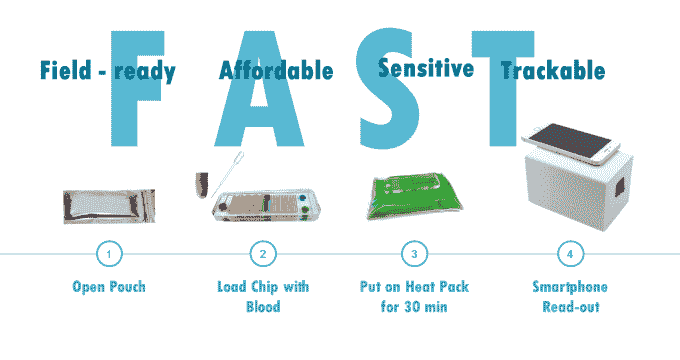 FAST
Field - ready
Affordable
Sensitive
Trackable
1
2
3
4
Open Pouch
Load Chip with
Blood
Put on Heat Pack
for 30 min
Smartphone
Read-out